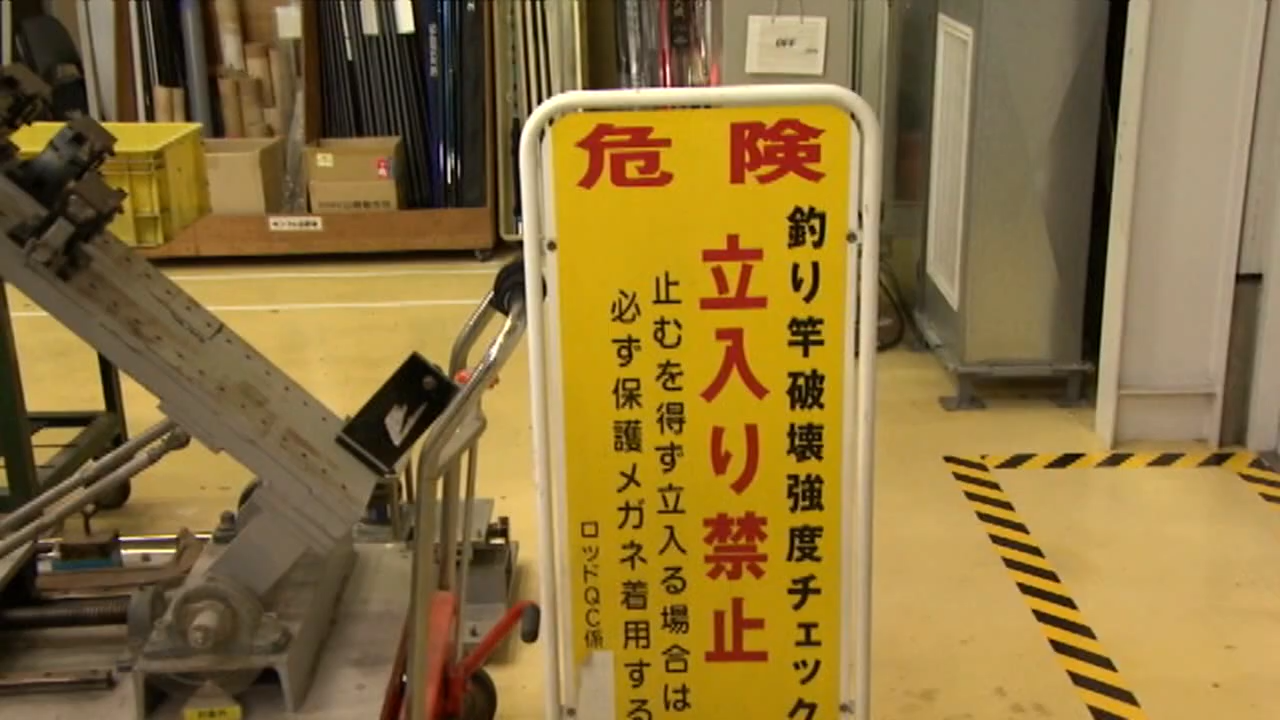 危険
釣り竿破壊強度チェック
立入り禁止
止むを得ず立入る場合は
必ず保護メガネ着用する
ロッドQC係
OFF